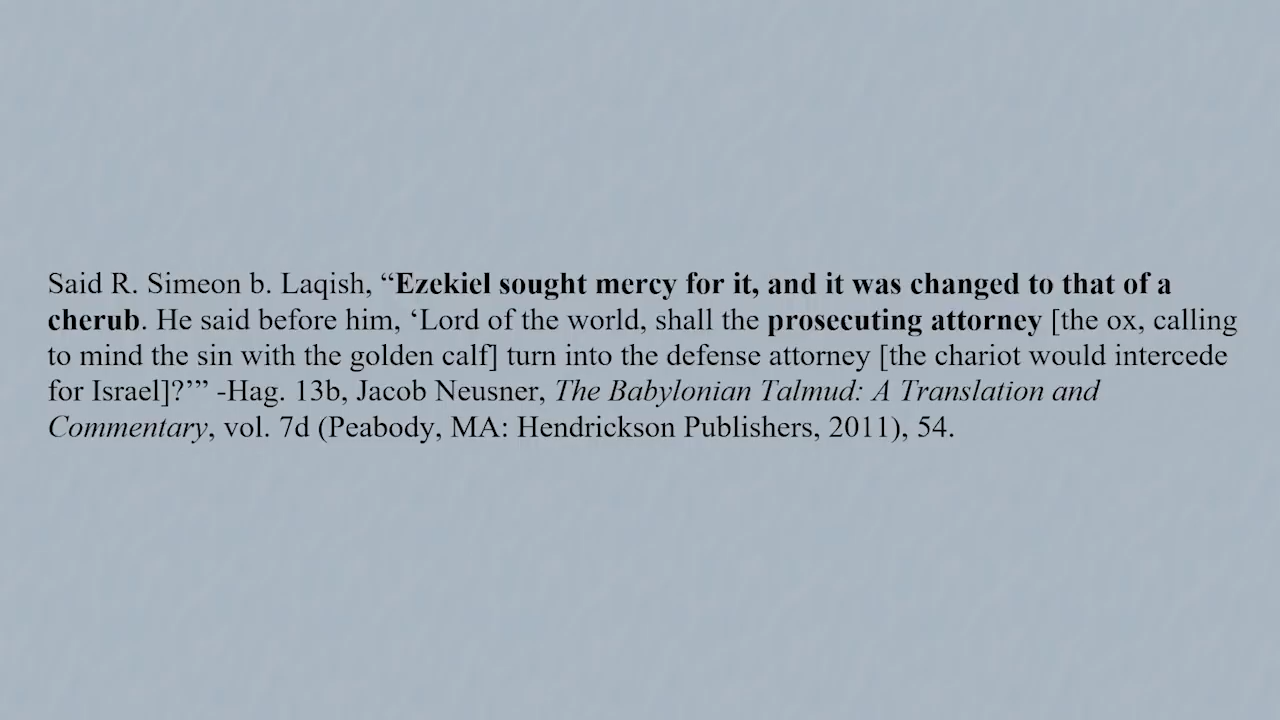 Said R. Simeon b. Laqish, “Ezekiel sought mercy for it, and it was changed to that of a
cherub. He said before him, ‘Lord of the world, shall the prosecuting attorney [the ox, calling
to mind the sin with the golden calf] turn into the defense attorney [the chariot would intercede
for Israel]?’” -Hag. 13b, Jacob Neusner, The Babylonian Talmud: A Translation and
Commentary, vol. 7d (Peabody, MA: Hendrickson Publishers, 2011), 54.